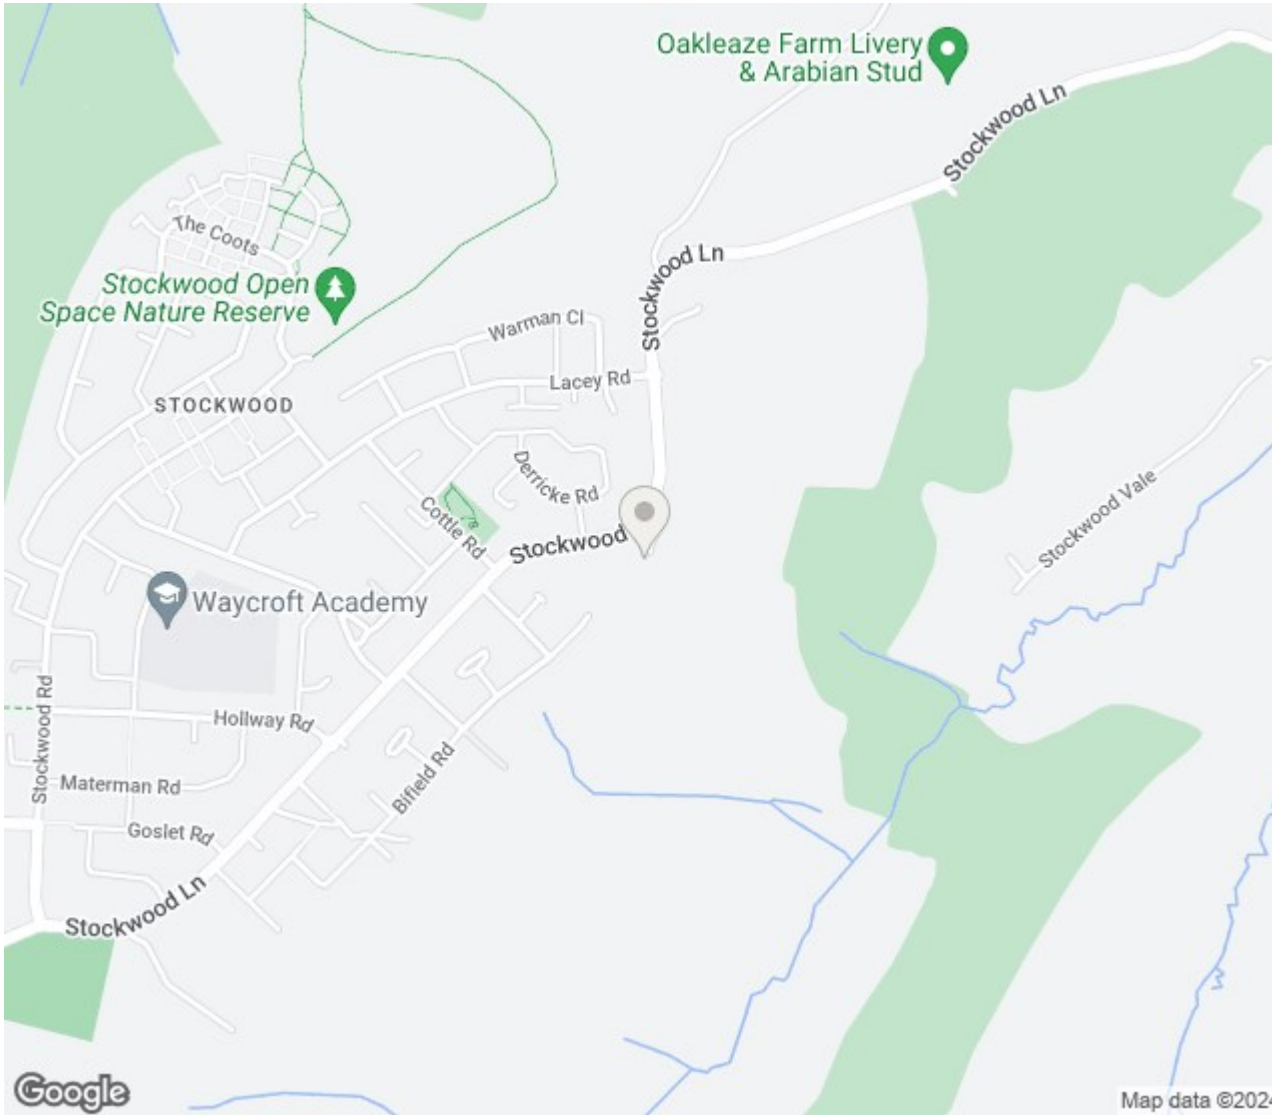 Oakleaze Farm Livery
& Arabian Stud
Stockwood Ln
The Coots
Stockwood Ln
Stockwood Open
Space Nature Reserve
Warman Cl
Stockwood Ln
Lacey Rd
STOCKWOOD
Derricke Rd
Stockwood Vale
Cottle Rd
Stockwood
Waycroft Academy
Stockwood Rd
Hollway Rd
Materman Rd
Bifield Rd
Goslet Rd
Stockwood Ln
Google
Map data ©2024